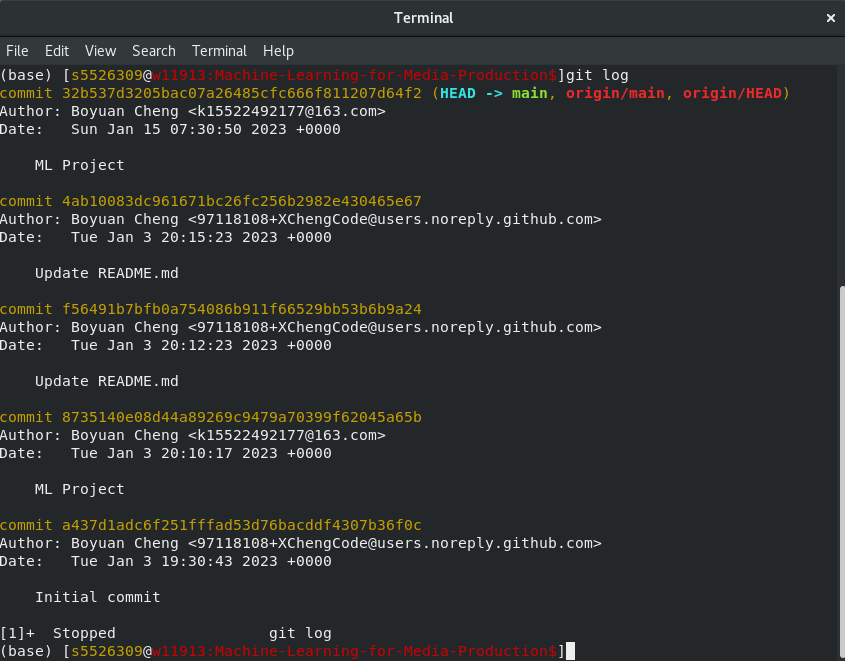 Terminal
×
File Edit View Search Terminal Help
(base) [s5526309@w11913:Machine-Learning-for-Media-Production$]git log
commit 32b537d3205bac07a26485cfc666f811207d64f2 (HEAD -> main, origin/main, origin/HEAD)
Author: Boyuan Cheng <k15522492177@163.com>
Date:   Sun Jan 15 07:30:50 2023 +0000
    ML Project
commit 4ab10083dc961671bc26fc256b2982e430465e67
Author: Boyuan Cheng <97118108+XChengCode@users.noreply.github.com>
Date:   Tue Jan 3 20:15:23 2023 +0000
    Update README.md
commit f56491b7bfb0a754086b911f66529bb53b6b9a24
Author: Boyuan Cheng <97118108+XChengCode@users.noreply.github.com>
Date:   Tue Jan 3 20:12:23 2023 +0000
    Update README.md
commit 8735140e08d44a89269c9479a70399f62045a65b
Author: Boyuan Cheng <k15522492177@163.com>
Date:   Tue Jan 3 20:10:17 2023 +0000
    ML Project
commit a437d1adc6f251fffad53d76bacddf4307b36f0c
Author: Boyuan Cheng <97118108+XChengCode@users.noreply.github.com>
Date:   Tue Jan 3 19:30:43 2023 +0000
    Initial commit
[1]+  Stopped                 git log
(base) [s5526309@w11913:Machine-Learning-for-Media-Production$]